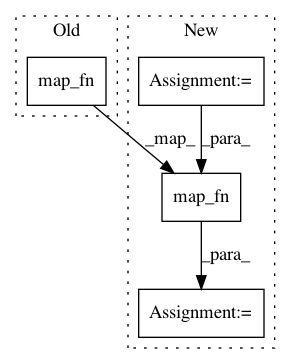 Old
New
map_fn
Assignment:=
_map_
_para_
map_fn
_para_
Assignment:=